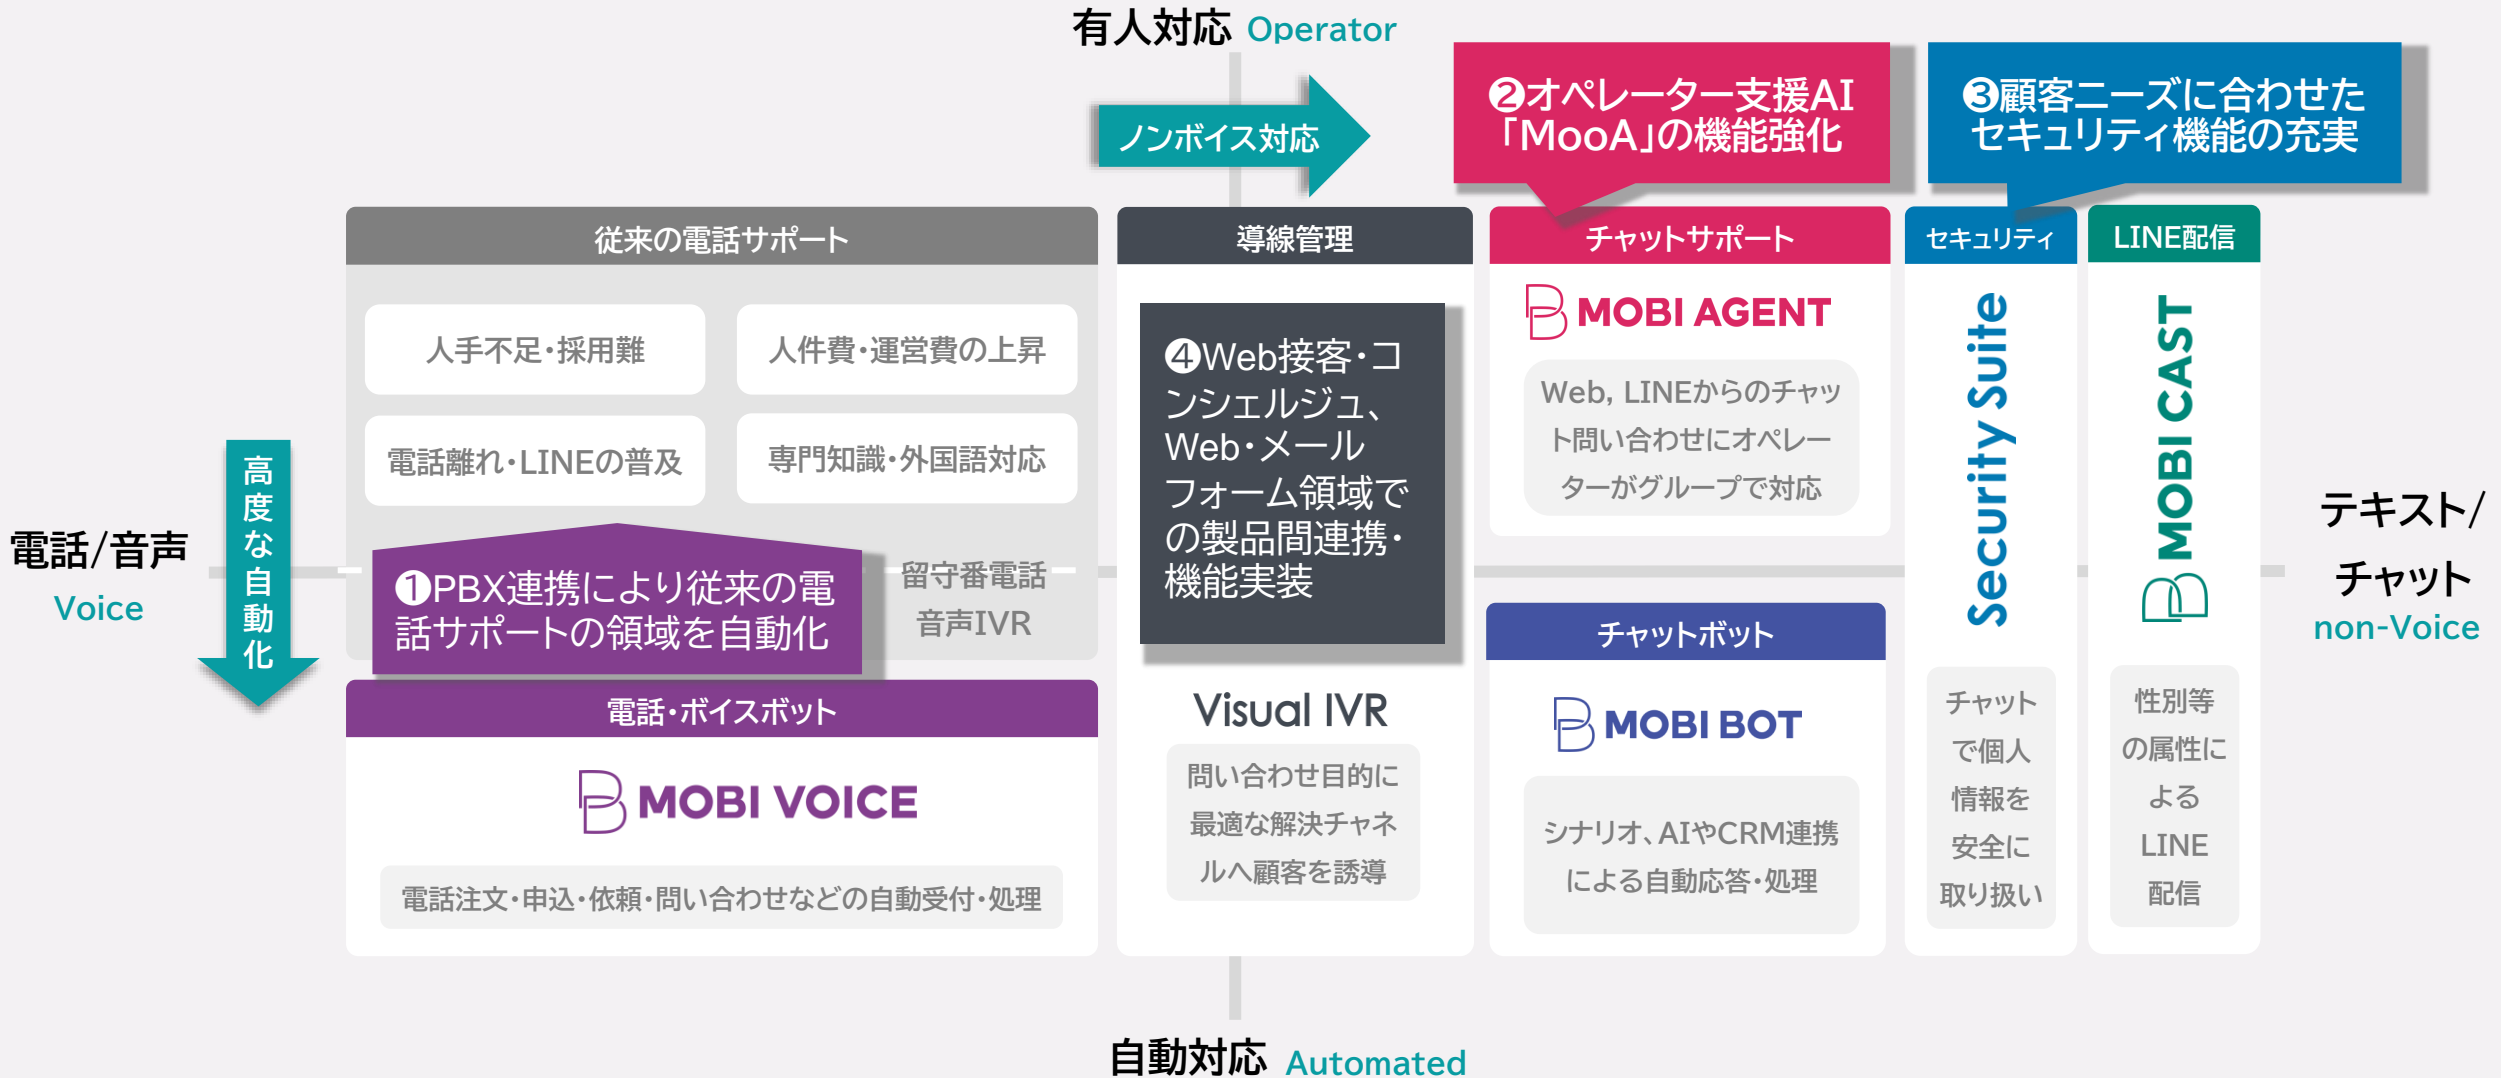 有人対応 Operator
ノンボイス対応
❷オペレーター支援AI
「MooA」の機能強化
❸顧客ニーズに合わせた
セキュリティ機能の充実
従来の電話サポート
人手不足・採用難
人件費・運営費の上昇
電話離れ・LINEの普及
専門知識・外国語対応
留守番電話
音声IVR
❶PBX連携により従来の電
話サポートの領域を自動化
高度な自動化
電話/音声
Voice
電話・ボイスボット
MOBI VOICE
電話注文・申込・依頼・問い合わせなどの自動受付・処理
導線管理
❹Web接客・コ
ンシェルジュ、
Web・メール
フォーム領域で
の製品間連携・
機能実装
Visual IVR
問い合わせ目的に
最適な解決チャネ
ルへ顧客を誘導
チャットサポート
MOBI AGENT
Web, LINEからのチャッ
ト問い合わせにオペレー
ターがグループで対応
チャットボット
MOBI BOT
シナリオ、AIやCRM連携
による自動応答・処理
セキュリティ
Security Suite
チャット
で個人
情報を
安全に
取り扱い
LINE配信
MOBI CAST
性別等
の属性に
よる
LINE
配信
テキスト/
チャット
non-Voice
自動対応 Automated